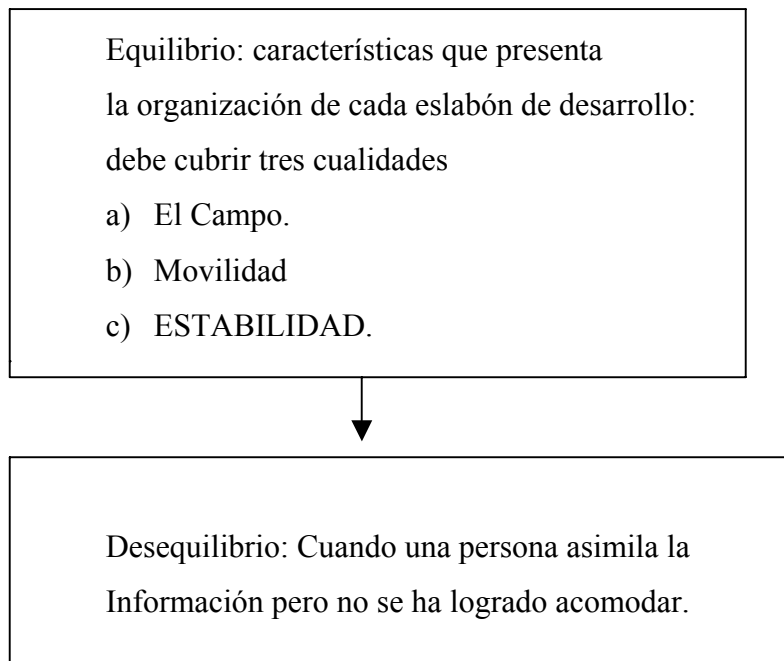 Equilibrio: características que presenta
la organización de cada eslabón de desarrollo:
debe cubrir tres cualidades
a) El Campo.
b) Movilidad
c) ESTABILIDAD.
Desequilibrio: Cuando una persona asimila la
Información pero no se ha logrado acomodar.